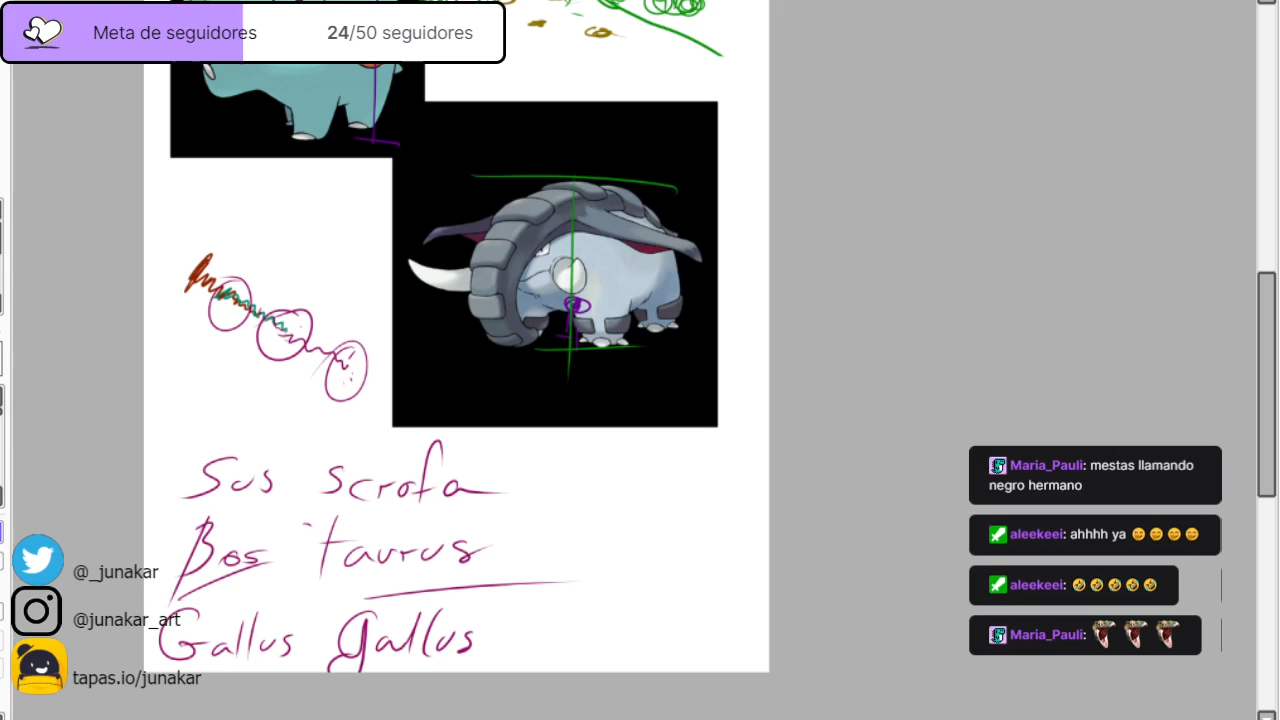 Meta de seguidores 24/50 seguidores
Sus scrofa
Bos taurus
Gallus gallus
@_junakar
@junakar_art
tapas.io/junakar
Maria_Pauli: mestas llamando
negro hermano
aleekeei: ahhhh ya 😊😊😊😊
aleekeei: 🤣🤣🤣🤣🤣
Maria_Pauli: